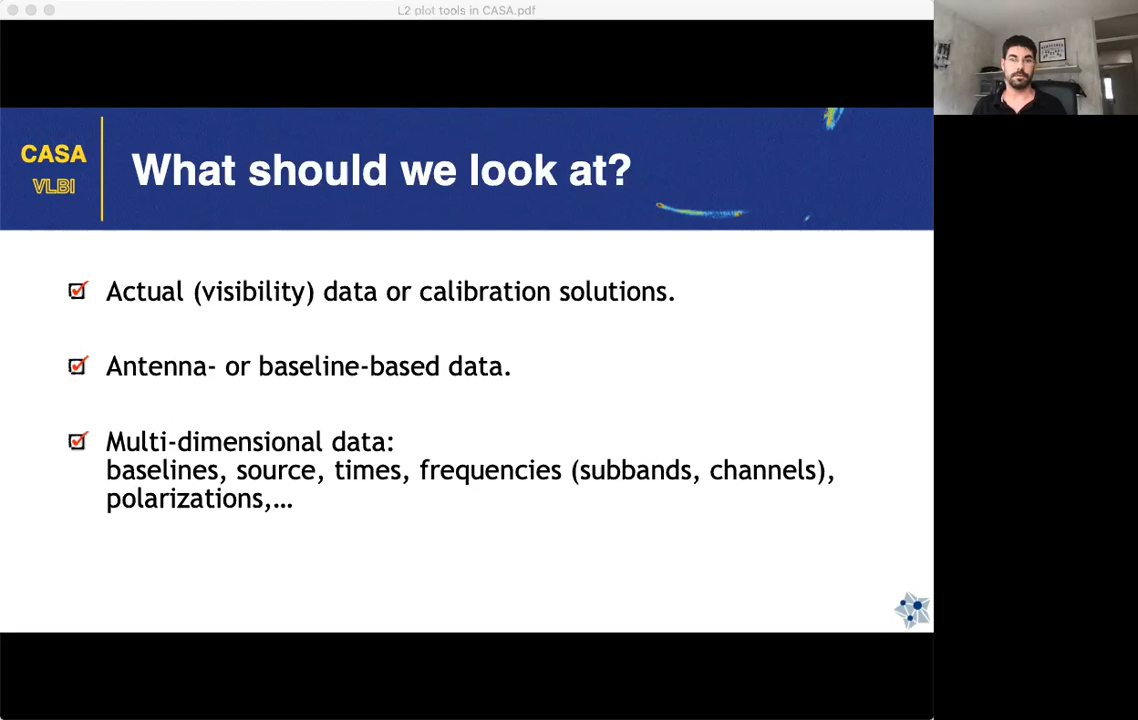 L2 plot tools in CASA.pdf
CASA
VLBI
What should we look at?
Actual (visibility) data or calibration solutions.
Antenna- or baseline-based data.
Multi-dimensional data:
baselines, source, times, frequencies (subbands, channels),
polarizations,...